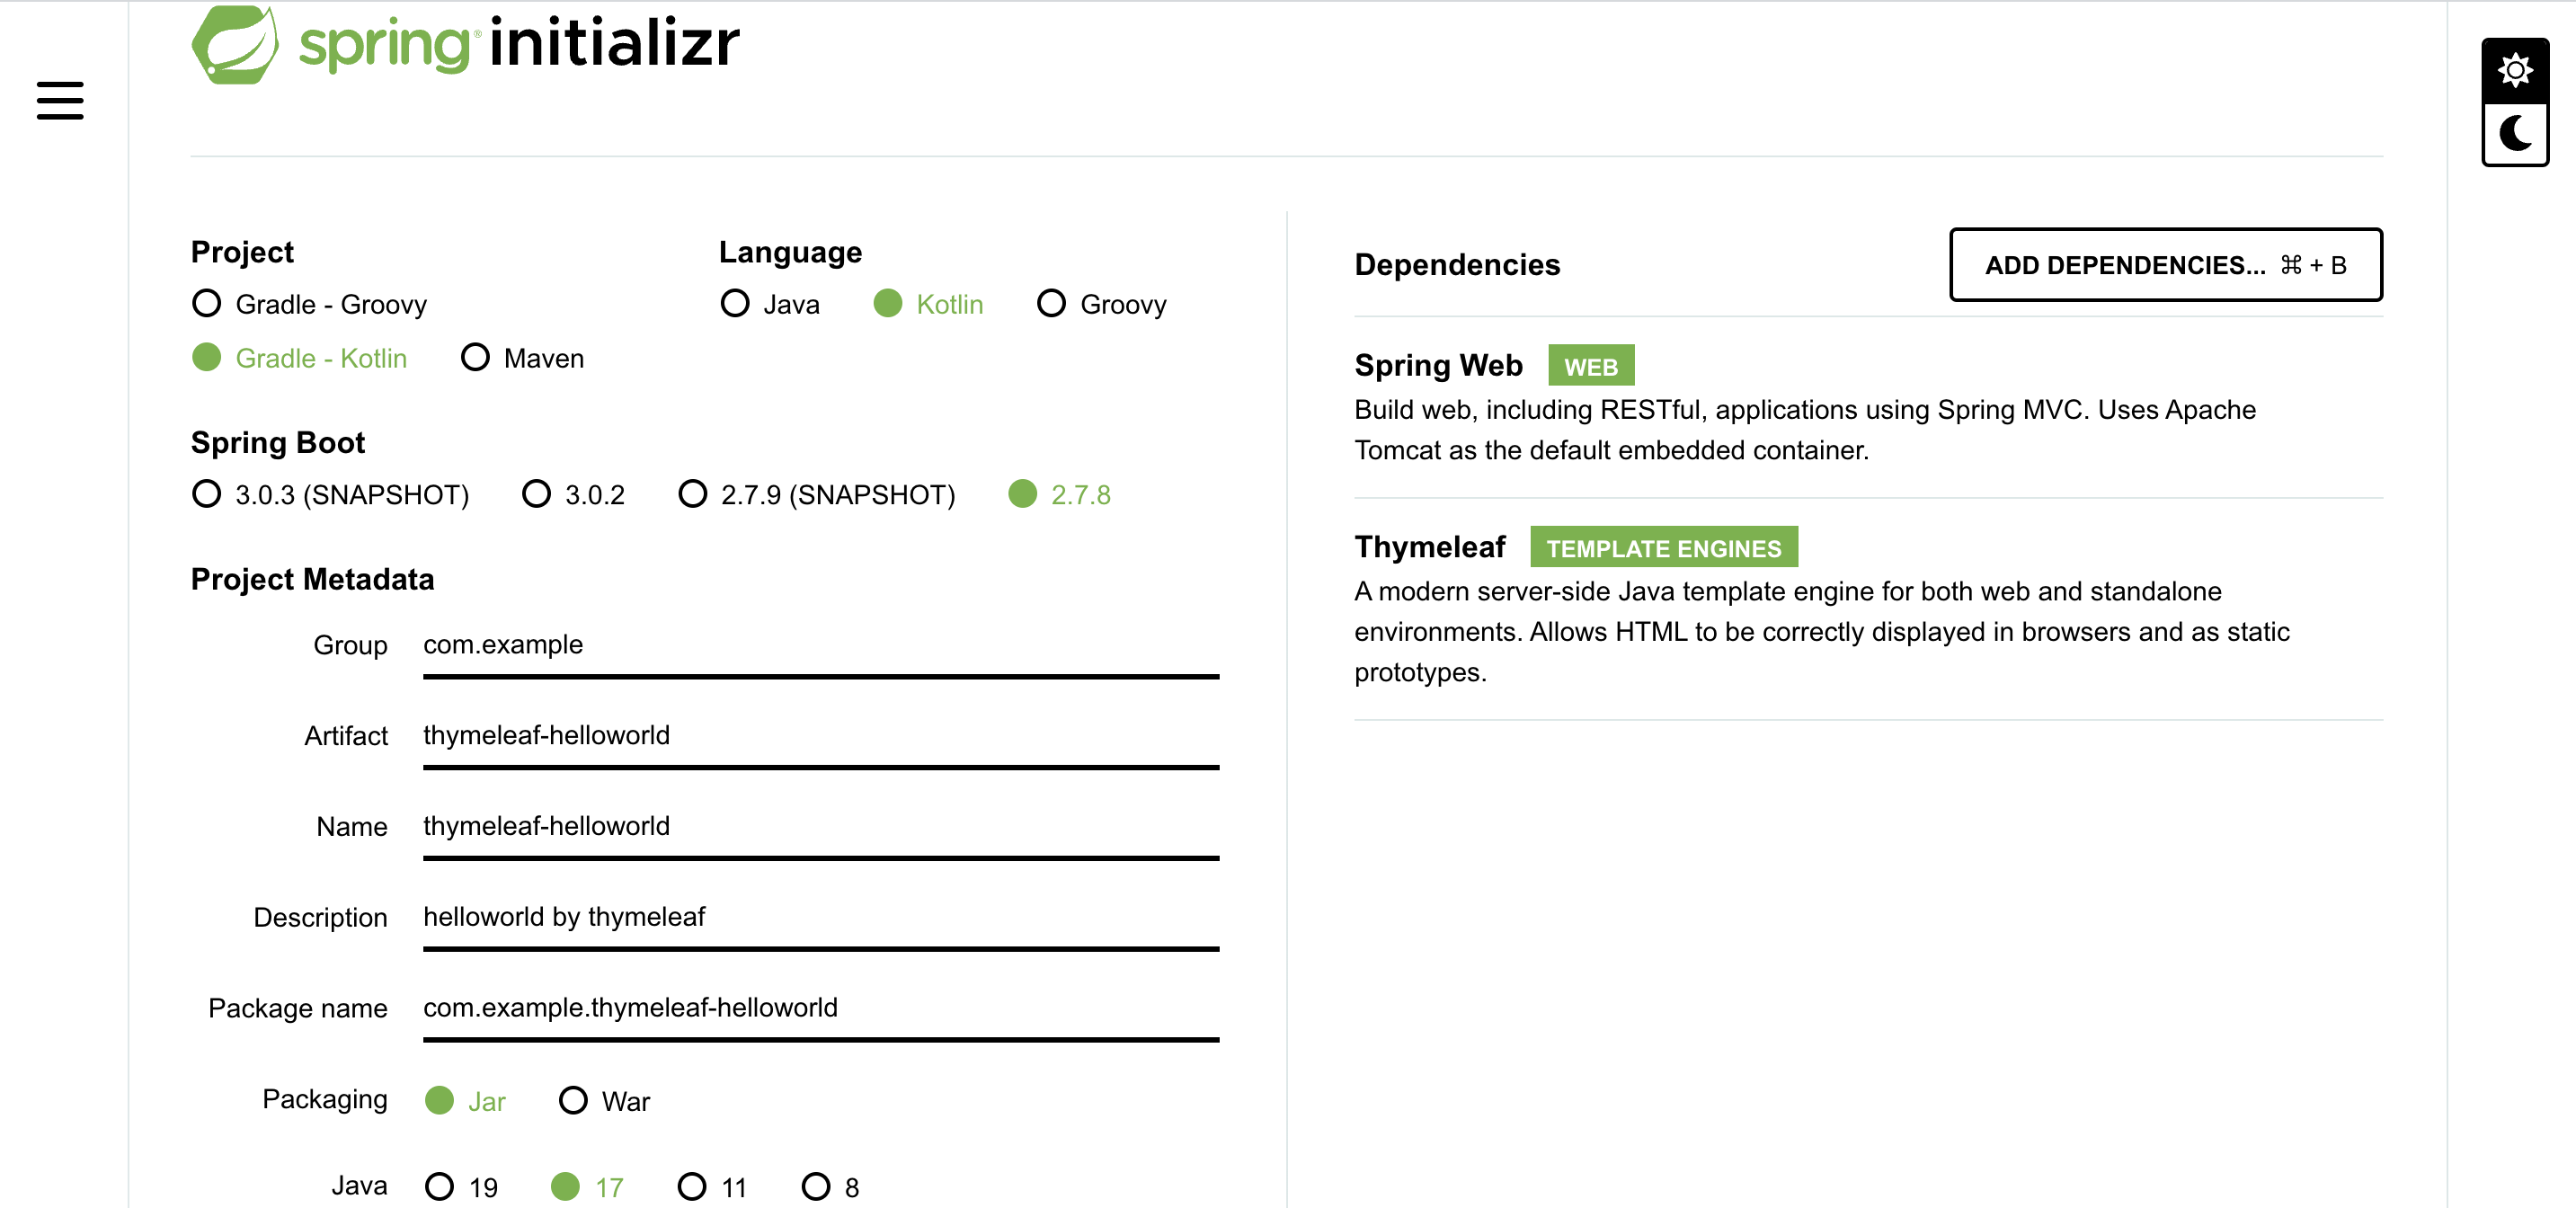 spring® initializr
Project
Gradle - Groovy
Gradle - Kotlin Maven
Language
Java Kotlin Groovy
Spring Boot
3.0.3 (SNAPSHOT) 3.0.2 2.7.9 (SNAPSHOT) 2.7.8
Project Metadata
Group com.example
Artifact thymeleaf-helloworld
Name thymeleaf-helloworld
Description helloworld by thymeleaf
Package name com.example.thymeleaf-helloworld
Packaging Jar War
Java 19 17 11 8
Dependencies
ADD DEPENDENCIES... ⌘ + B
Spring Web WEB
Build web, including RESTful, applications using Spring MVC. Uses Apache
Tomcat as the default embedded container.
Thymeleaf TEMPLATE ENGINES
A modern server-side Java template engine for both web and standalone
environments. Allows HTML to be correctly displayed in browsers and as static
prototypes.